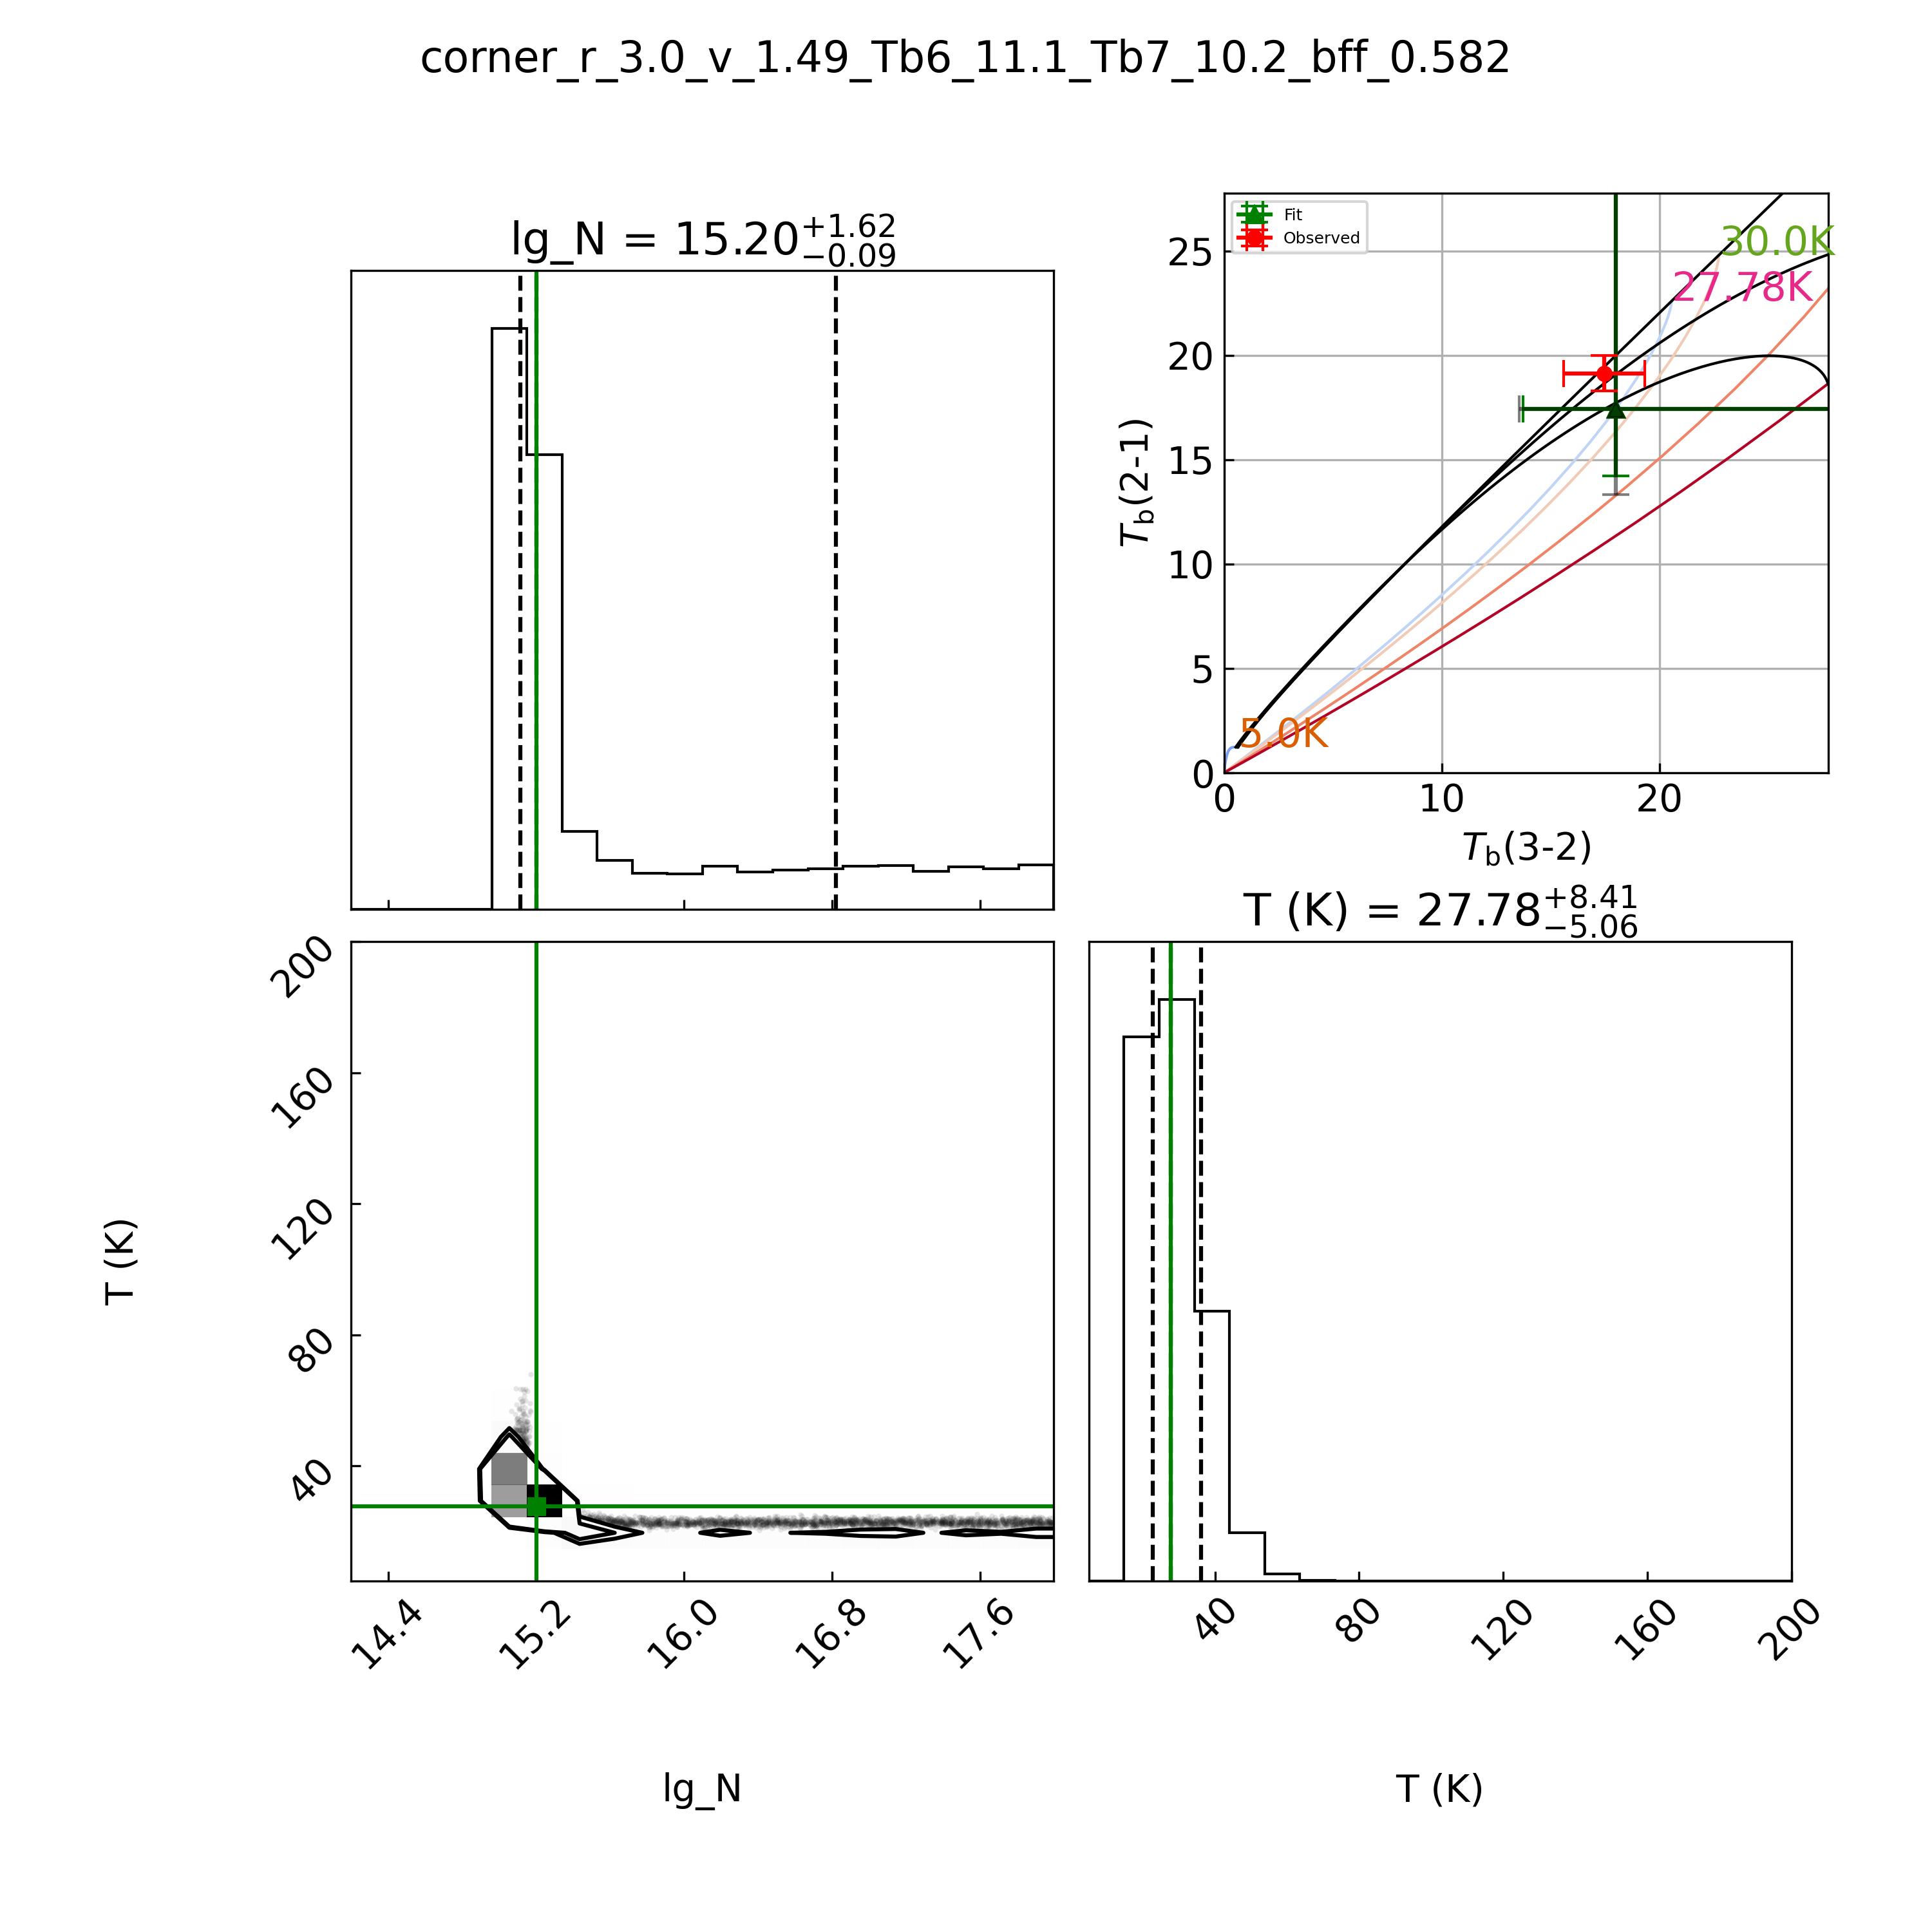 corner_r_3.0_v_1.49_Tb6_11.1_Tb7_10.2_bff_0.582
lg_N = 15.20 +1.62 −0.09
Fit
Observed
30.0K
27.78K
5.0K
25
20
15
10
5
0
T_b(2-1)
0 10 20
T_b(3-2)
T (K) = 27.78 +8.41 −5.06
200
160
120
80
40
T (K)
14.4 15.2 16.0 16.8 17.6
lg_N
40 80 120 160 200
T (K)